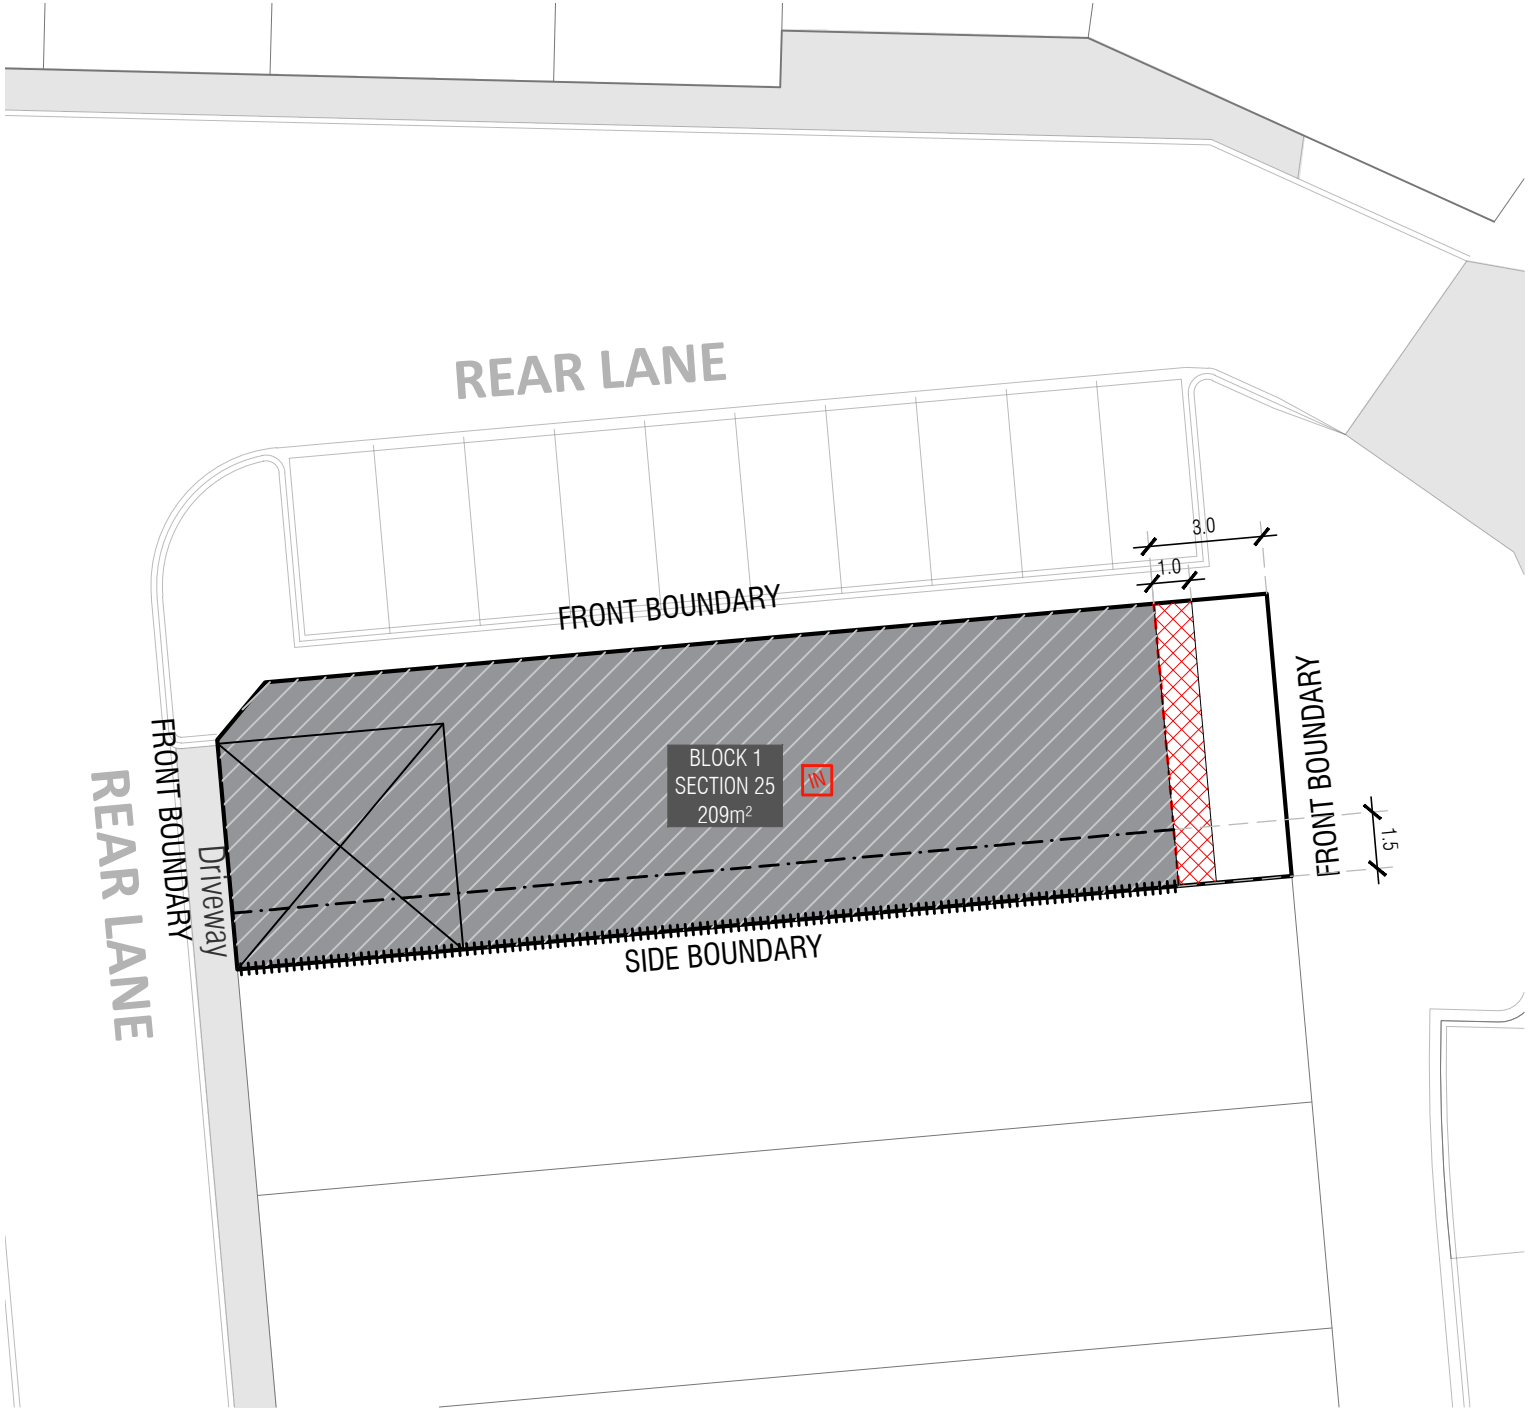 REAR LANE
3.0
1.0
FRONT BOUNDARY
FRONT BOUNDARY
REAR LANE
Driveway
BLOCK 1
SECTION 25
209m²
IN
FRONT BOUNDARY
1.5
SIDE BOUNDARY